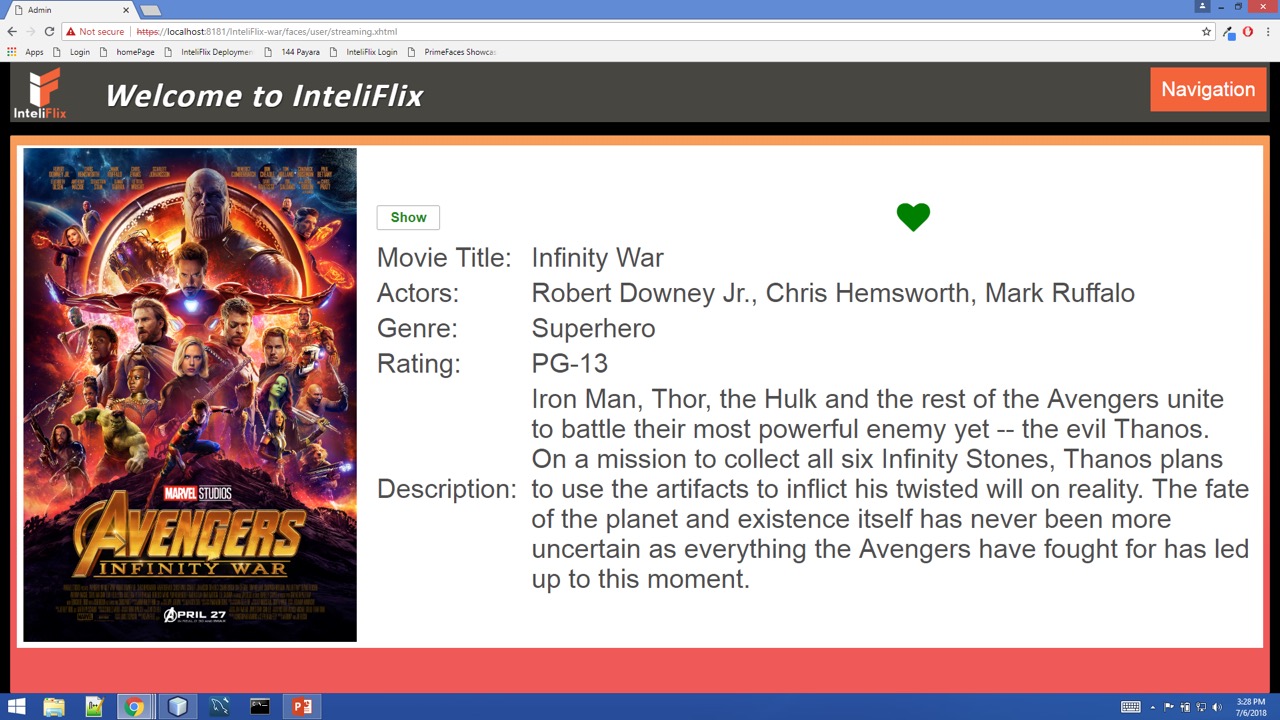 Admin
Not secure https://localhost:8181/InteliFlix-war/faces/user/streaming.xhtml
Apps Login homePage InteliFlix Deploymen 144 Payara InteliFlix Login PrimeFaces Showcas
InteliFlix
Welcome to InteliFlix
Navigation
MARVEL STUDIOS
AVENGERS
INFINITY WAR
APRIL 27
Show
Movie Title: Infinity War
Actors: Robert Downey Jr., Chris Hemsworth, Mark Ruffalo
Genre: Superhero
Rating: PG-13
Description:
Iron Man, Thor, the Hulk and the rest of the Avengers unite
to battle their most powerful enemy yet -- the evil Thanos.
On a mission to collect all six Infinity Stones, Thanos plans
to use the artifacts to inflict his twisted will on reality. The fate
of the planet and existence itself has never been more
uncertain as everything the Avengers have fought for has led
up to this moment.
3:28 PM
7/6/2018